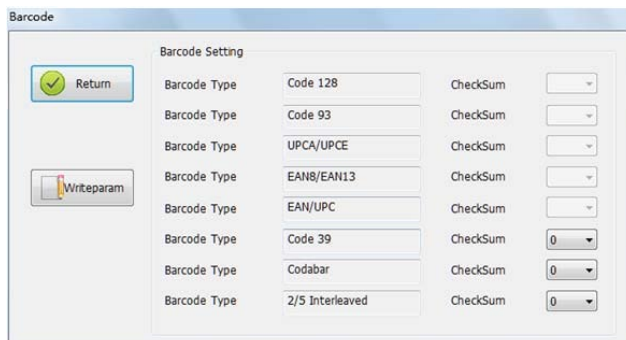 Barcode
Barcode Setting
Return
Barcode Type Code 128 CheckSum
Barcode Type Code 93 CheckSum
Barcode Type UPCA/UPCE CheckSum
Barcode Type EAN8/EAN13 CheckSum
Writeparam
Barcode Type EAN/UPC CheckSum
Barcode Type Code 39 CheckSum 0
Barcode Type Codabar CheckSum 0
Barcode Type 2/5 Interleaved CheckSum 0